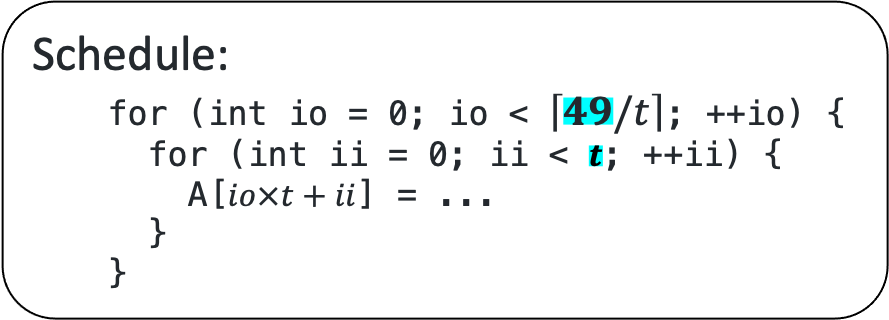 Schedule:
for (int io = 0; io < ⌈49/t⌉; ++io) {
for (int ii = 0; ii < t; ++ii) {
A[io×t + ii] = ...
}
}